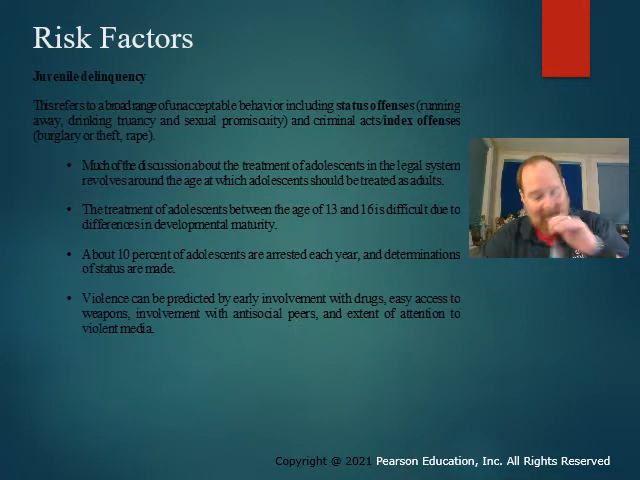 Risk Factors
Juvenile delinquency
This refers to a broad range of unacceptable behavior including status offenses (running
away, drinking truancy and sexual promiscuity) and criminal acts/index offenses
(burglary or theft, rape).
• Much of the discussion about the treatment of adolescents in the legal system
revolves around the age at which adolescents should be treated as adults.
• The treatment of adolescents between the age of 13 and 16 is difficult due to
differences in developmental maturity.
• About 10 percent of adolescents are arrested each year, and determinations
of status are made.
• Violence can be predicted by early involvement with drugs, easy access to
weapons, involvement with antisocial peers, and extent of attention to
violent media.
Copyright @ 2021 Pearson Education, Inc. All Rights Reserved